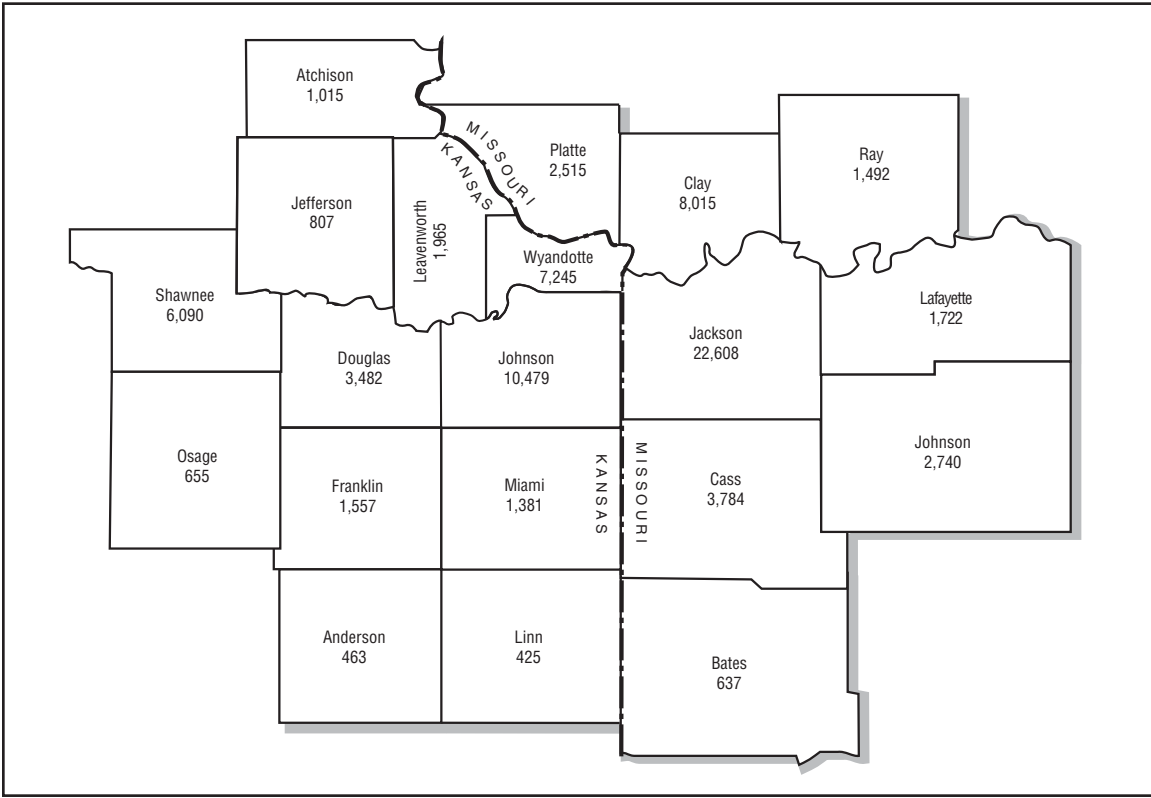 Atchison
1,015
MISSOURI
KANSAS
Platte
2,515
Ray
1,492
Clay
8,015
Jefferson
807
Leavenworth
1,965
Wyandotte
7,245
Shawnee
6,090
Lafayette
1,722
Douglas
3,482
Johnson
10,479
Jackson
22,608
Osage
655
Franklin
1,557
Miami
1,381
KANSAS
MISSOURI
Cass
3,784
Johnson
2,740
Anderson
463
Linn
425
Bates
637